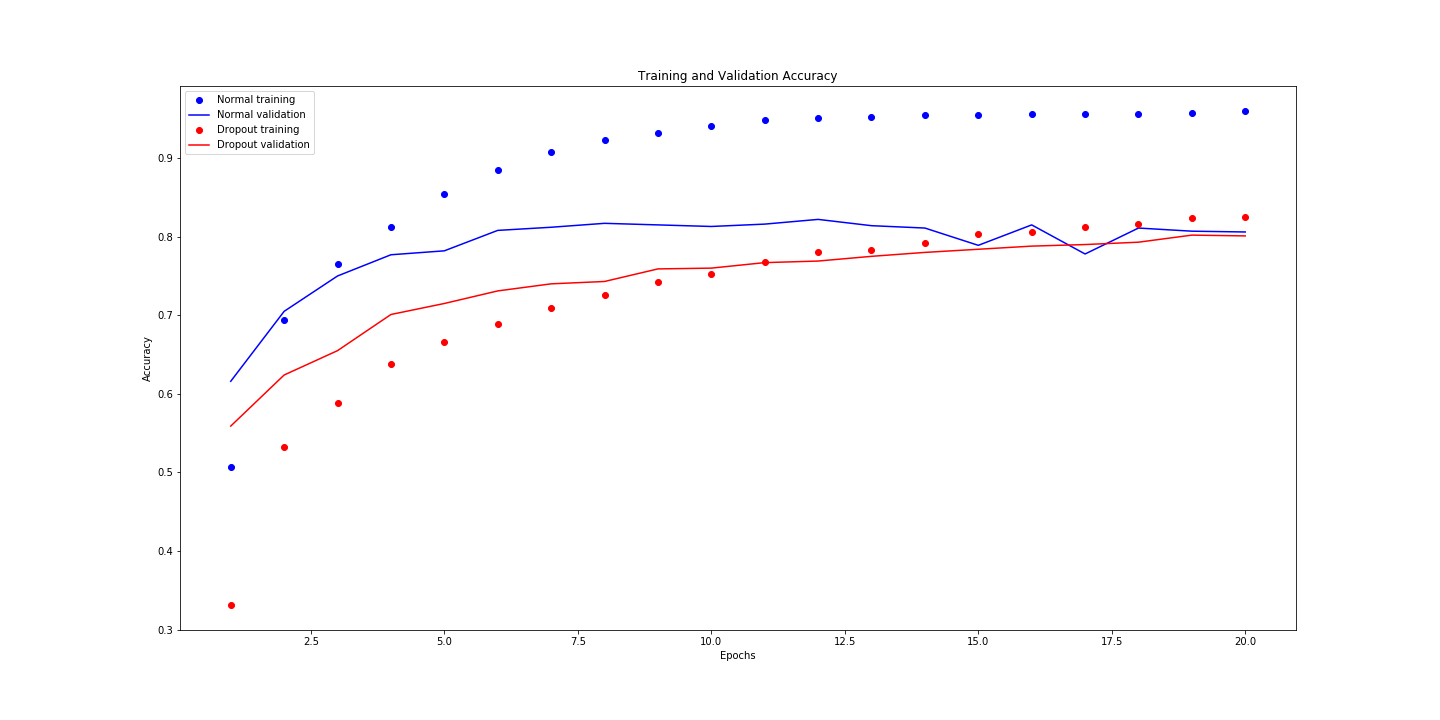 Training and Validation Accuracy
Normal training
Normal validation
Dropout training
Dropout validation
0.9
0.8
0.7
0.6
0.5
0.4
0.3
Accuracy
2.5 5.0 7.5 10.0 12.5 15.0 17.5 20.0
Epochs